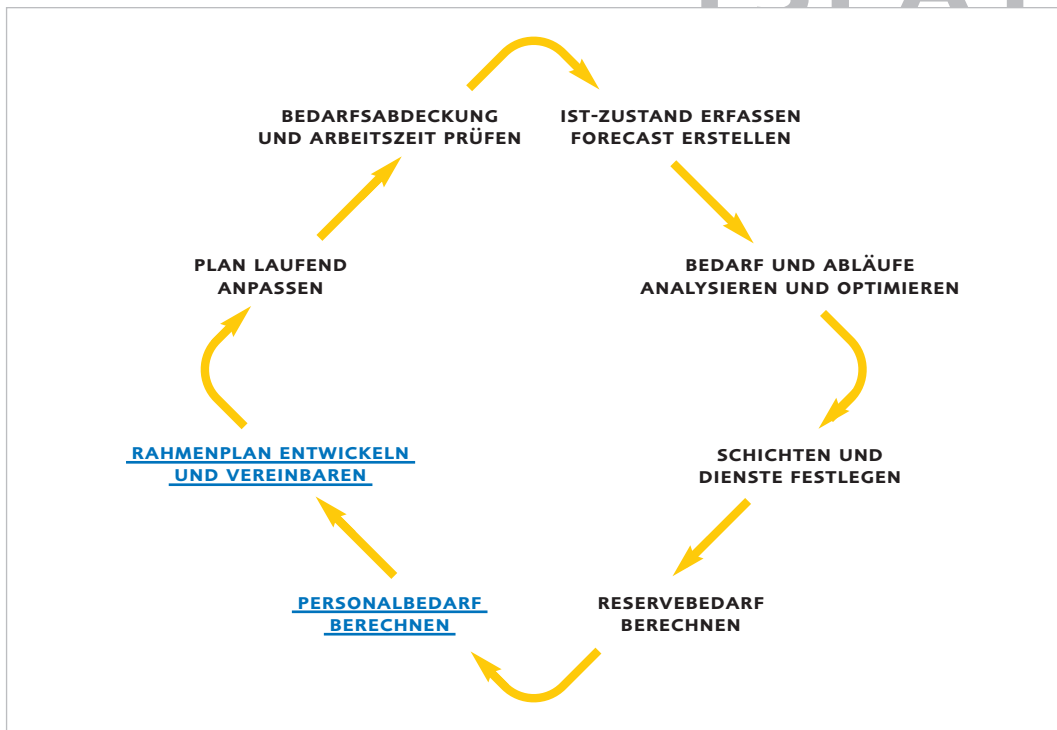 BEDARFSABDECKUNG
UND ARBEITSZEIT PRÜFEN
IST-ZUSTAND ERFASSEN
FORECAST ERSTELLEN
BEDARF UND ABLÄUFE
ANALYSIEREN UND OPTIMIEREN
SCHICHTEN UND
DIENSTE FESTLEGEN
RESERVEBEDARF
BERECHNEN
PERSONALBEDARF
BERECHNEN
RAHMENPLAN ENTWICKELN
UND VEREINBAREN
PLAN LAUFEND
ANPASSEN